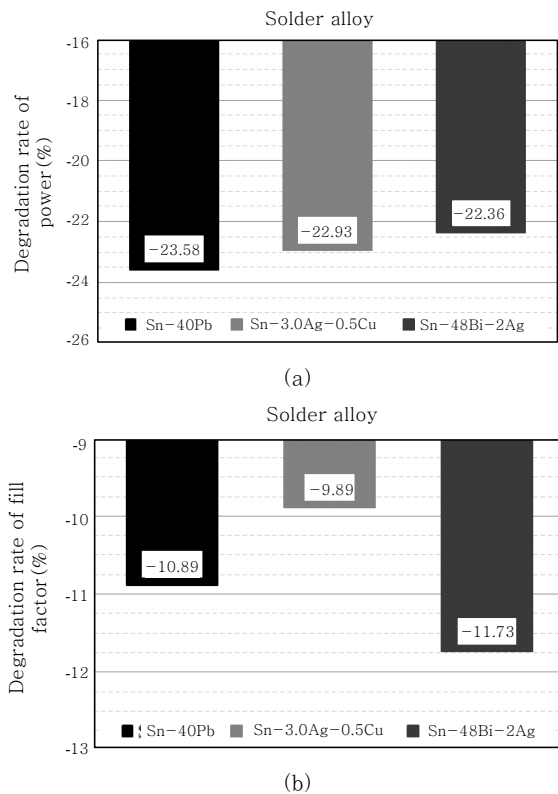 Solder alloy
-16
-18
-20
-22
-24
-26
Degradation rate of
power(%)
−23.58
−22.93
−22.36
Sn−40Pb
Sn−3.0Ag−0.5Cu
Sn−48Bi−2Ag
(a)
Solder alloy
-9
-10
-11
-12
-13
Degradation rate of fill
factor(%)
−10.89
−9.89
−11.73
Sn−40Pb
Sn−3.0Ag−0.5Cu
Sn−48Bi−2Ag
(b)